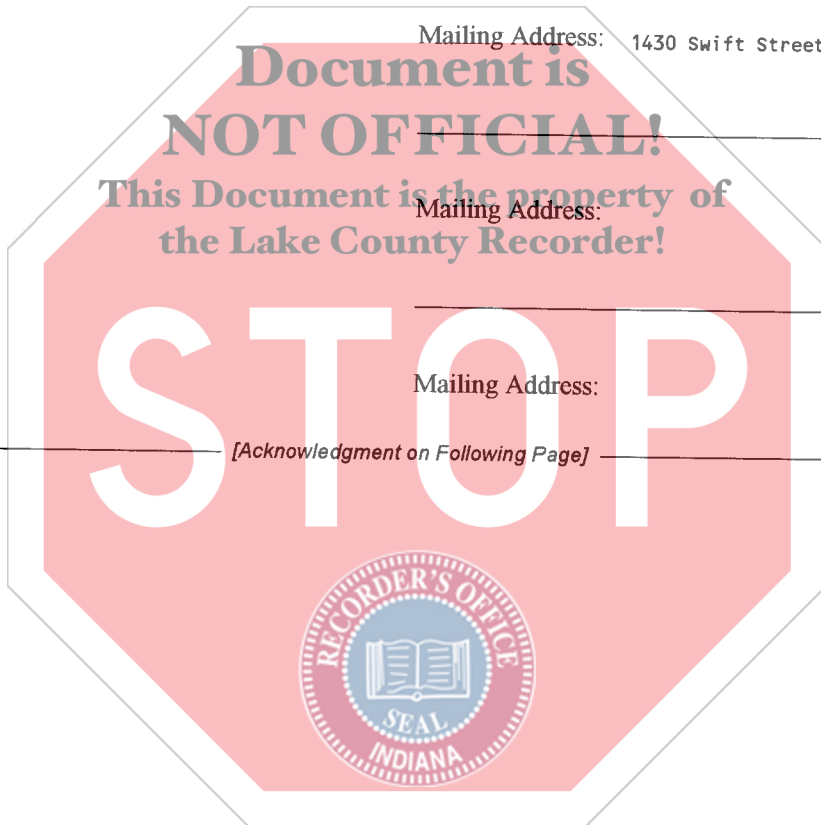 Mailing Address: 1430 Swift Street
Document is
NOT OFFICIAL!
This Document is the property of
Mailing Address:
the Lake County Recorder!
STOP
Mailing Address:
[Acknowledgment on Following Page]
RECORDER'S OFFICE
SEAL
INDIANA